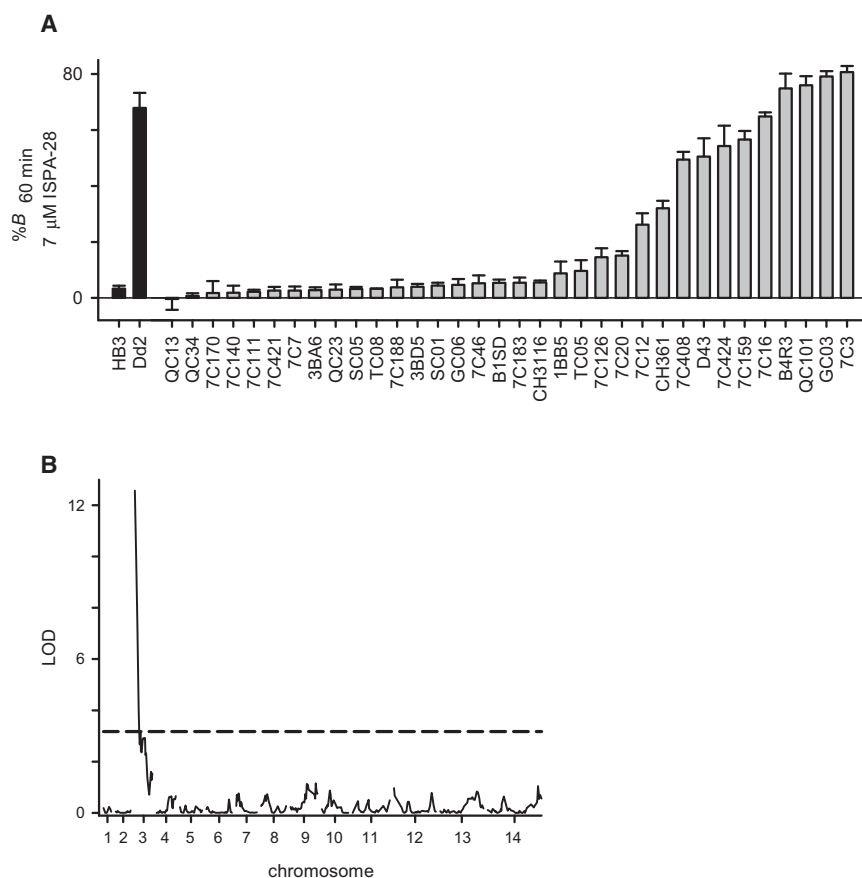 A
80
0
%B 60 min
7 μM ISPA-28
HB3
Dd2
QC13
QC34
7C170
7C140
7C111
7C421
7C7
3BA6
QC23
SC05
TC08
7C188
3BD5
SC01
GC06
7C46
B1SD
7C183
CH3116
1BB5
TC05
7C126
7C20
7C12
CH361
7C408
D43
7C424
7C159
7C16
B4R3
QC101
GC03
7C3
B
12
6
0
LOD
1 2 3 4 5 6 7 8 9 10 11 12 13 14
chromosome